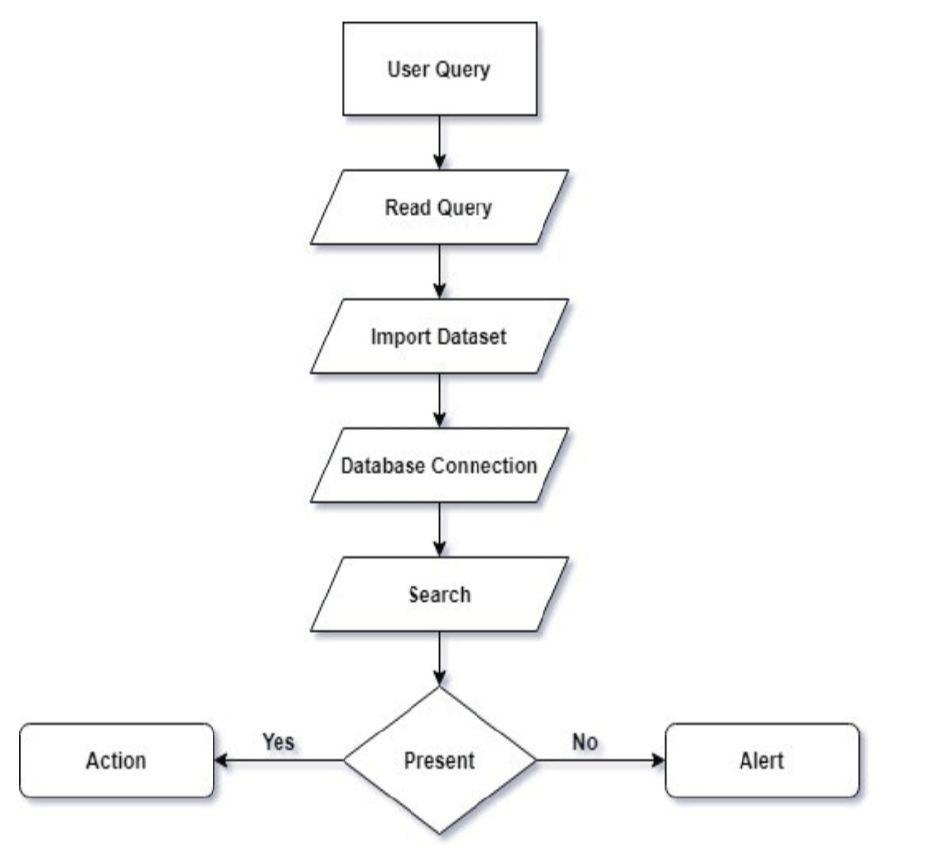 User Query
Read Query
Import Dataset
Database Connection
Search
Yes
No
Action
Present
Alert